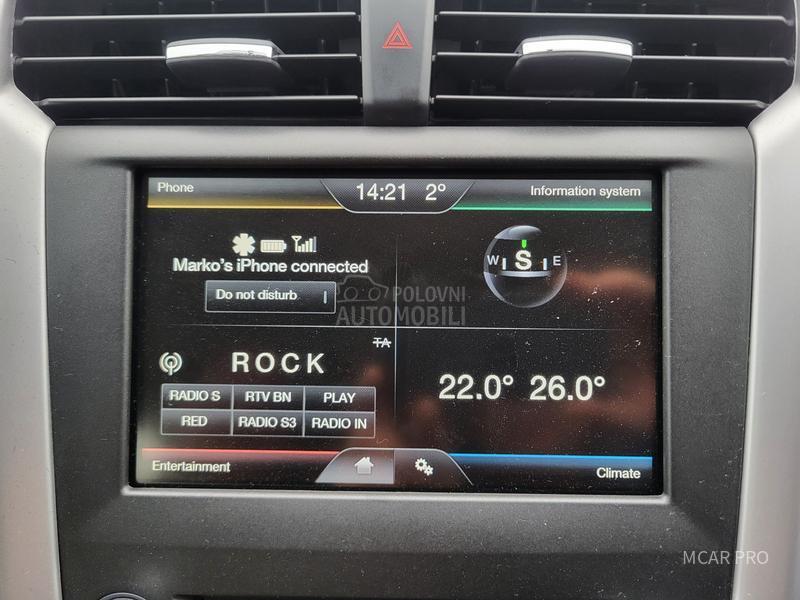 Phone
14:21 2°
Information system
Marko's iPhone connected
Do not disturb
W S E
POLOVNI
AUTOMOBILI
TA
ROCK
RADIO S RTV BN PLAY
RED RADIO S3 RADIO IN
22.0° 26.0°
Entertainment
Climate
MCAR PRO